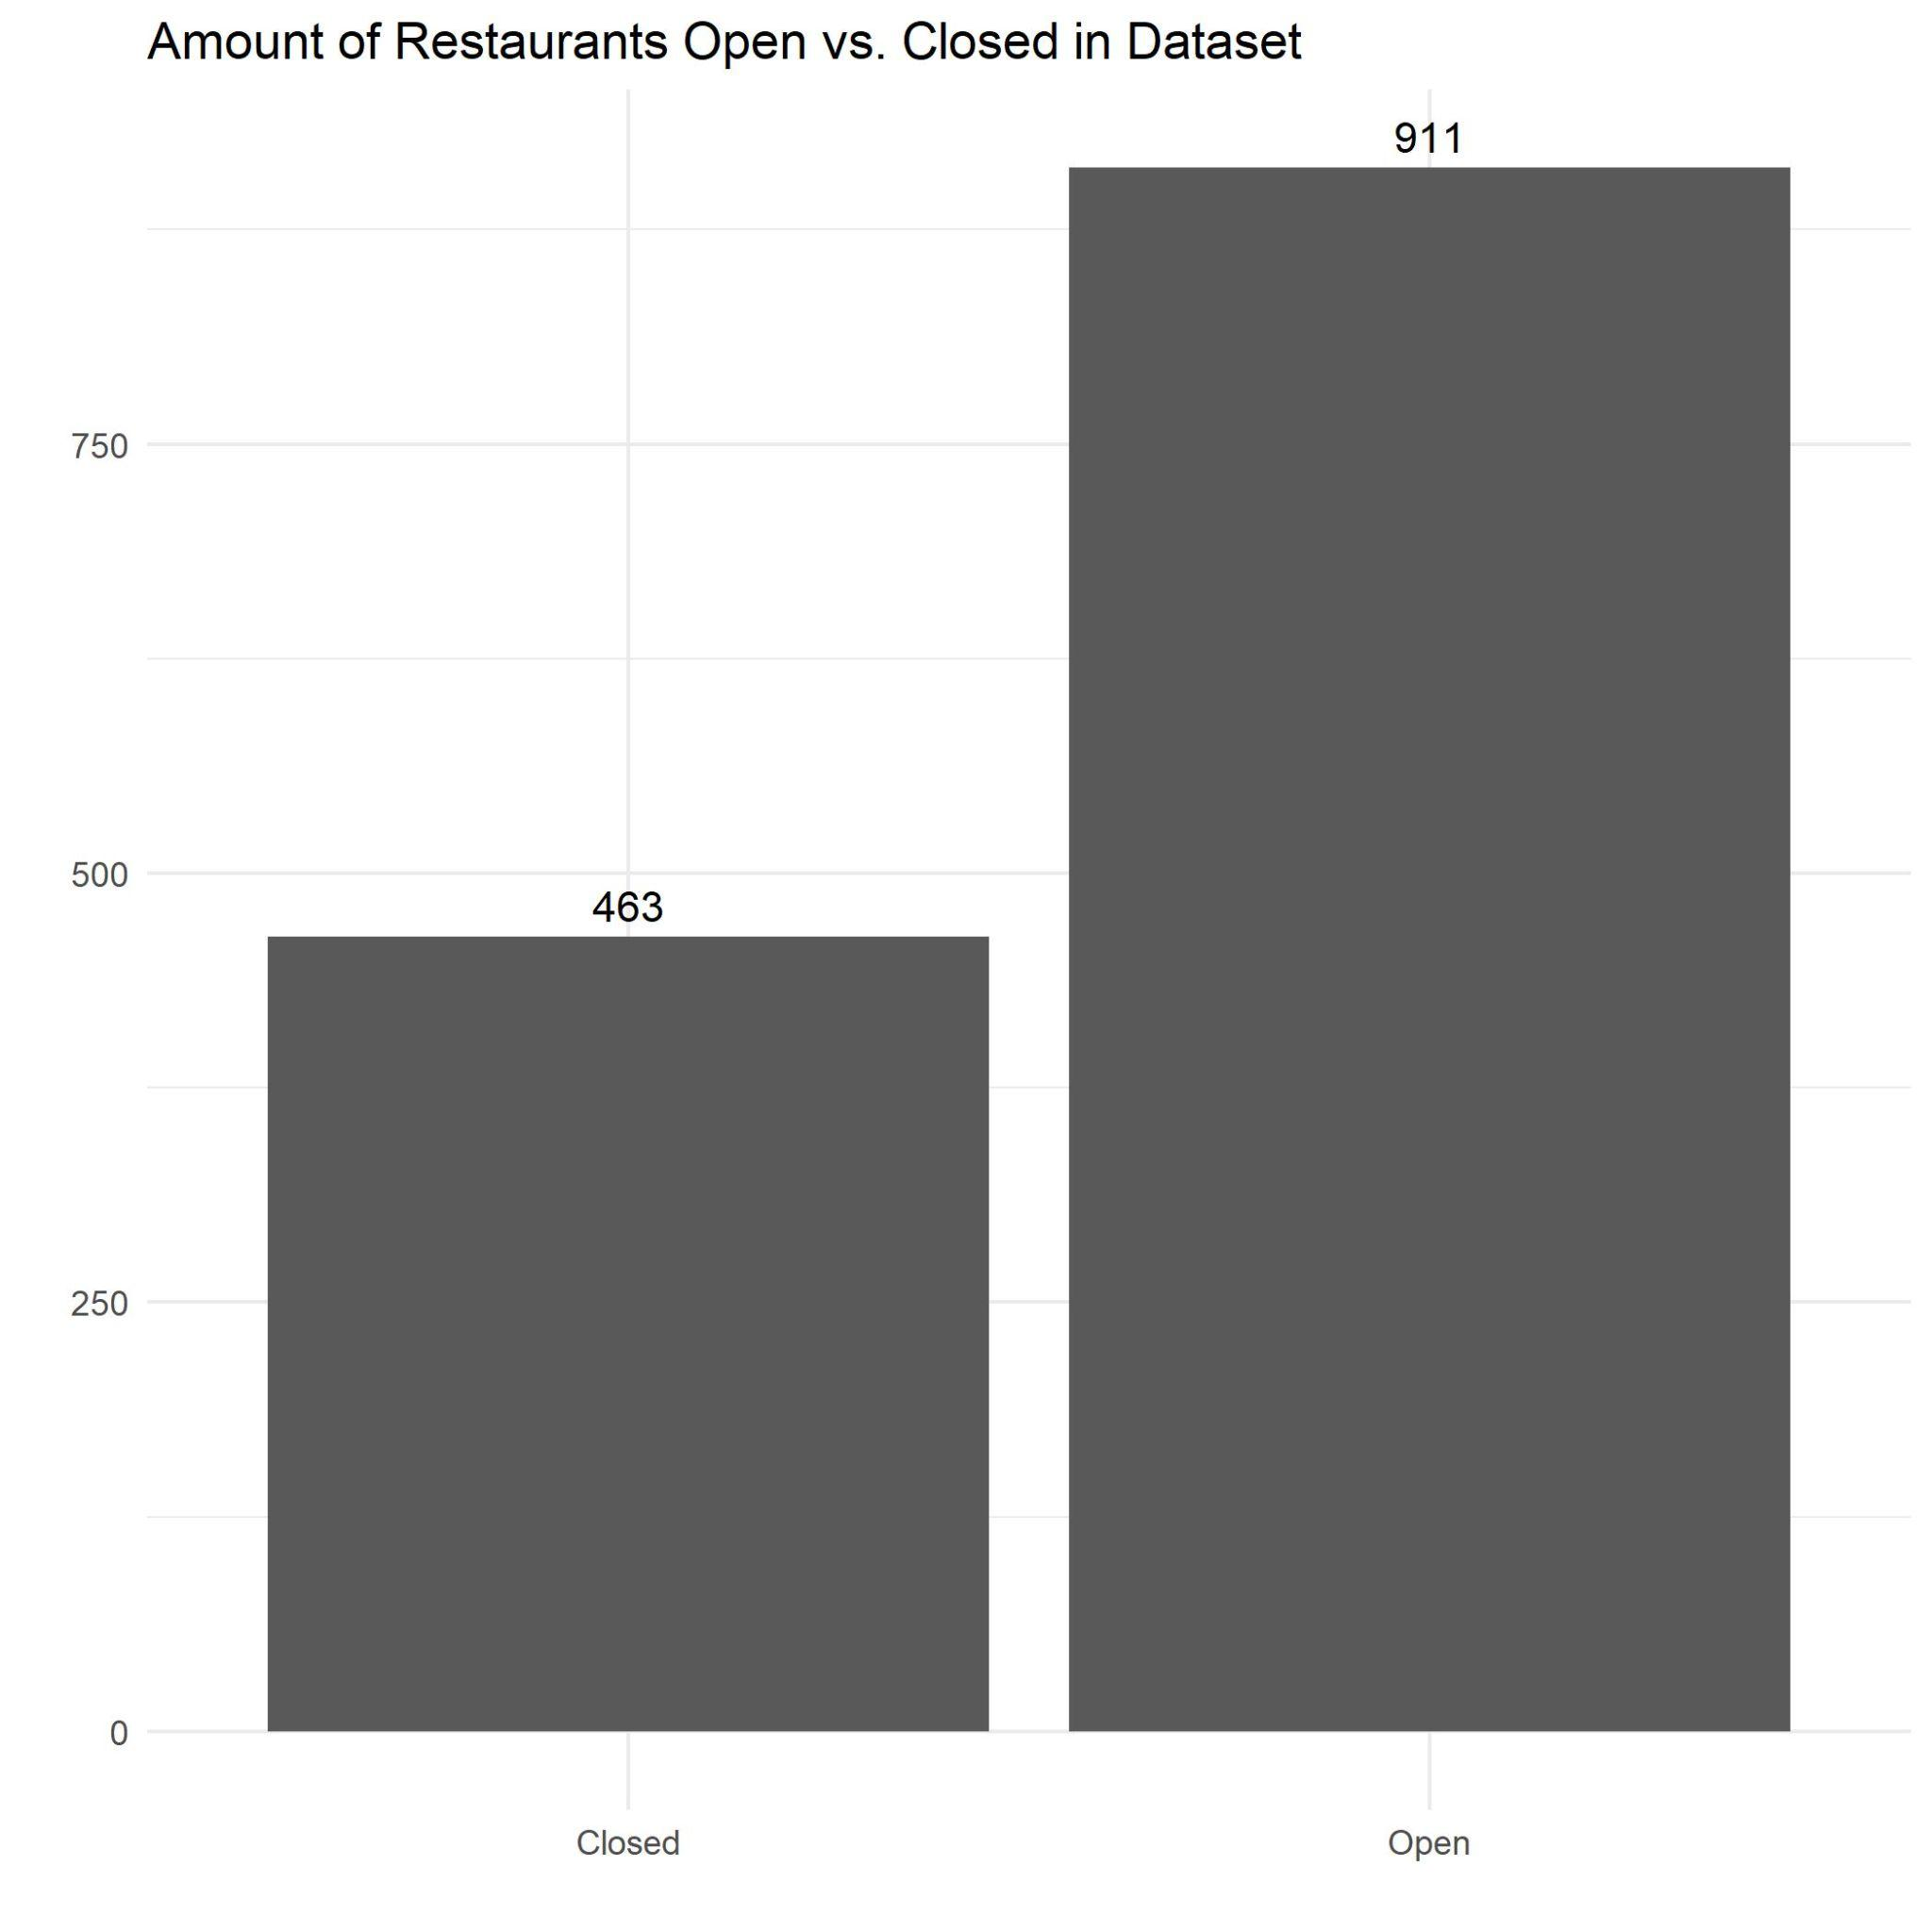 Amount of Restaurants Open vs. Closed in Dataset
911
750
500
463
250
0
Closed
Open